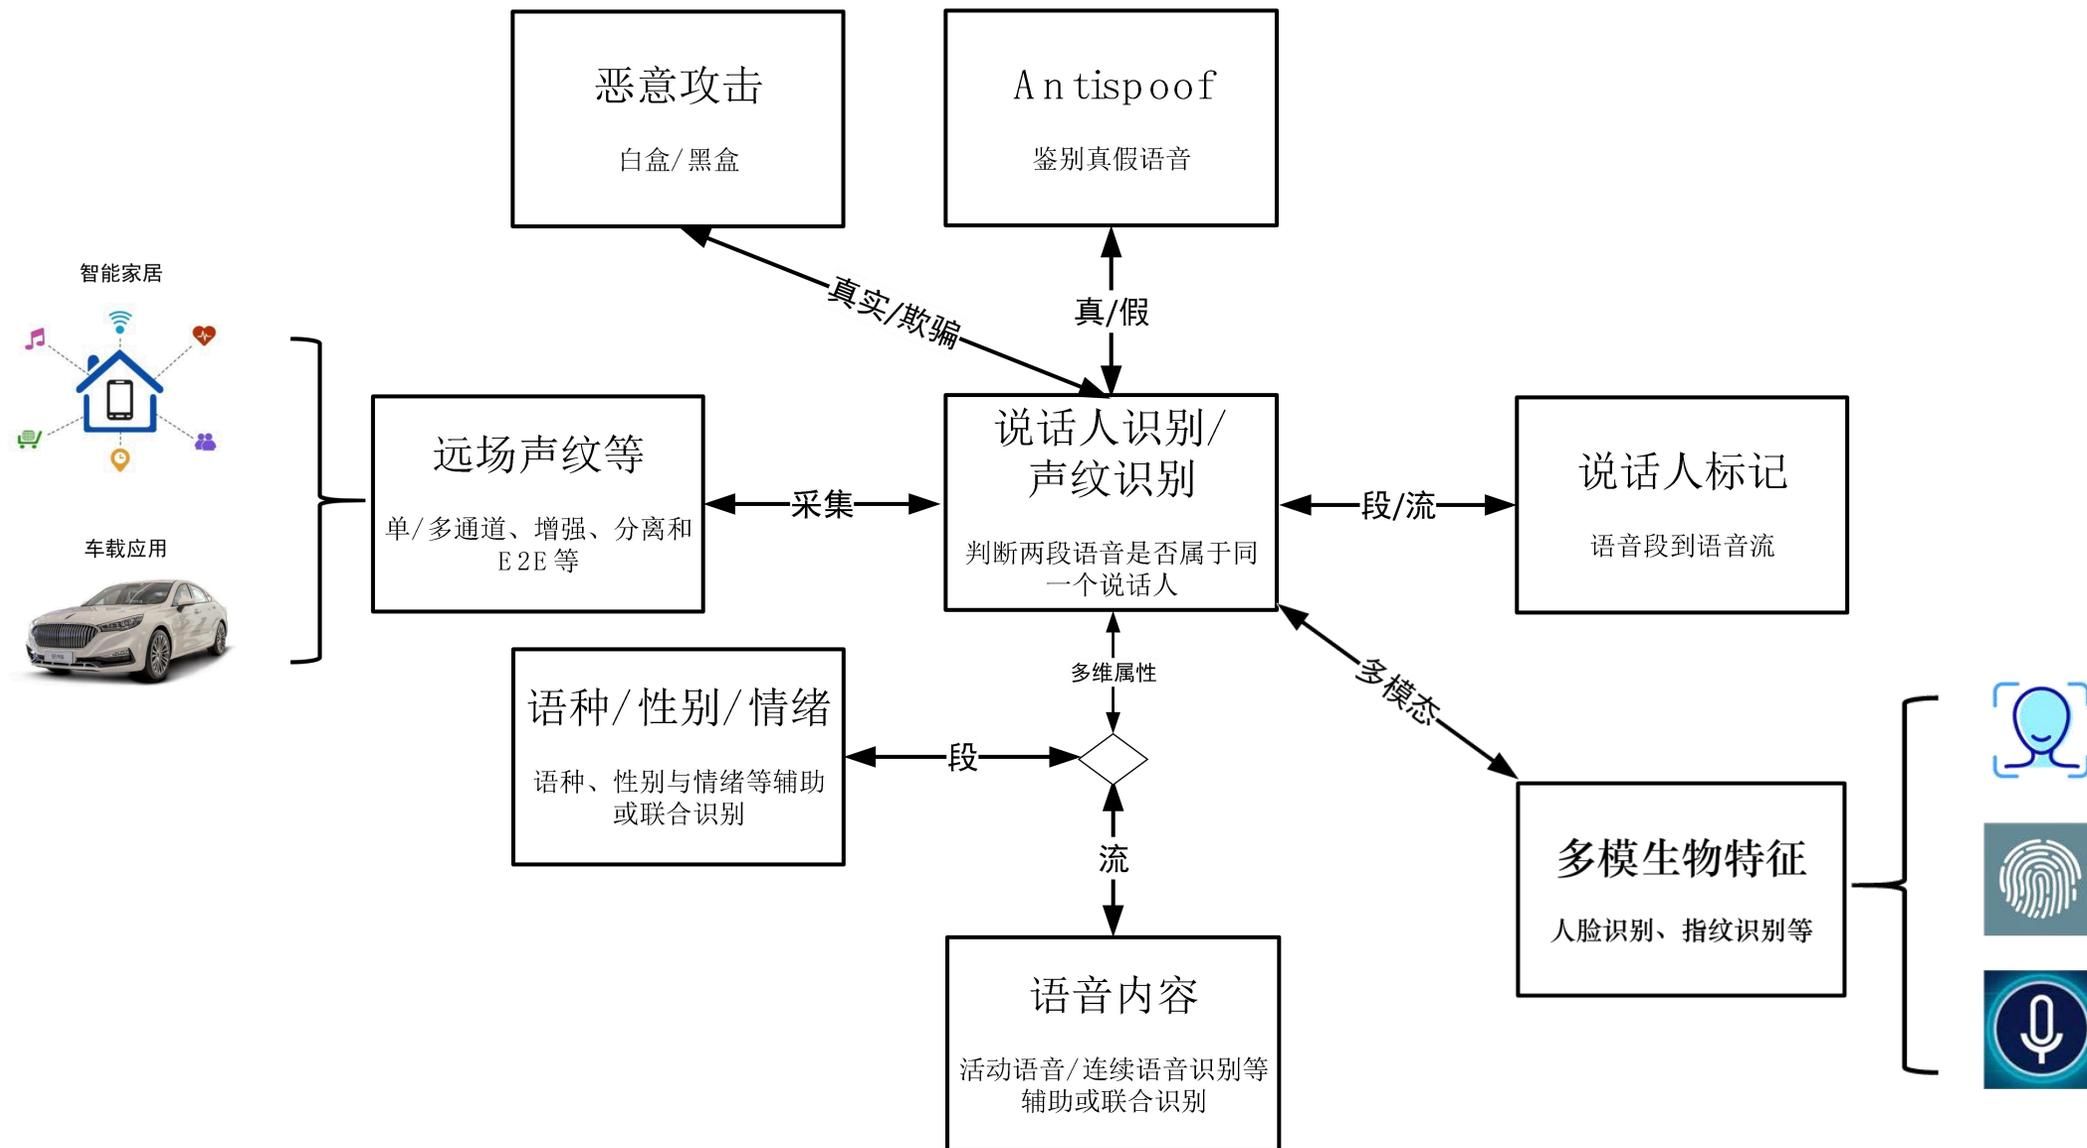 恶意攻击
白盒/黑盒
Antispoof
鉴别真假语音
真实/欺骗
真/假
智能家居
车载应用
远场声纹等
单/多通道、增强、分离和
E2E等
采集
说话人识别/
声纹识别
判断两段语音是否属于同
一个说话人
段/流
说话人标记
语音段到语音流
多维属性
多模态
语种/性别/情绪
语种、性别与情绪等辅助
或联合识别
段
流
多模生物特征
人脸识别、指纹识别等
语音内容
活动语音/连续语音识别等
辅助或联合识别